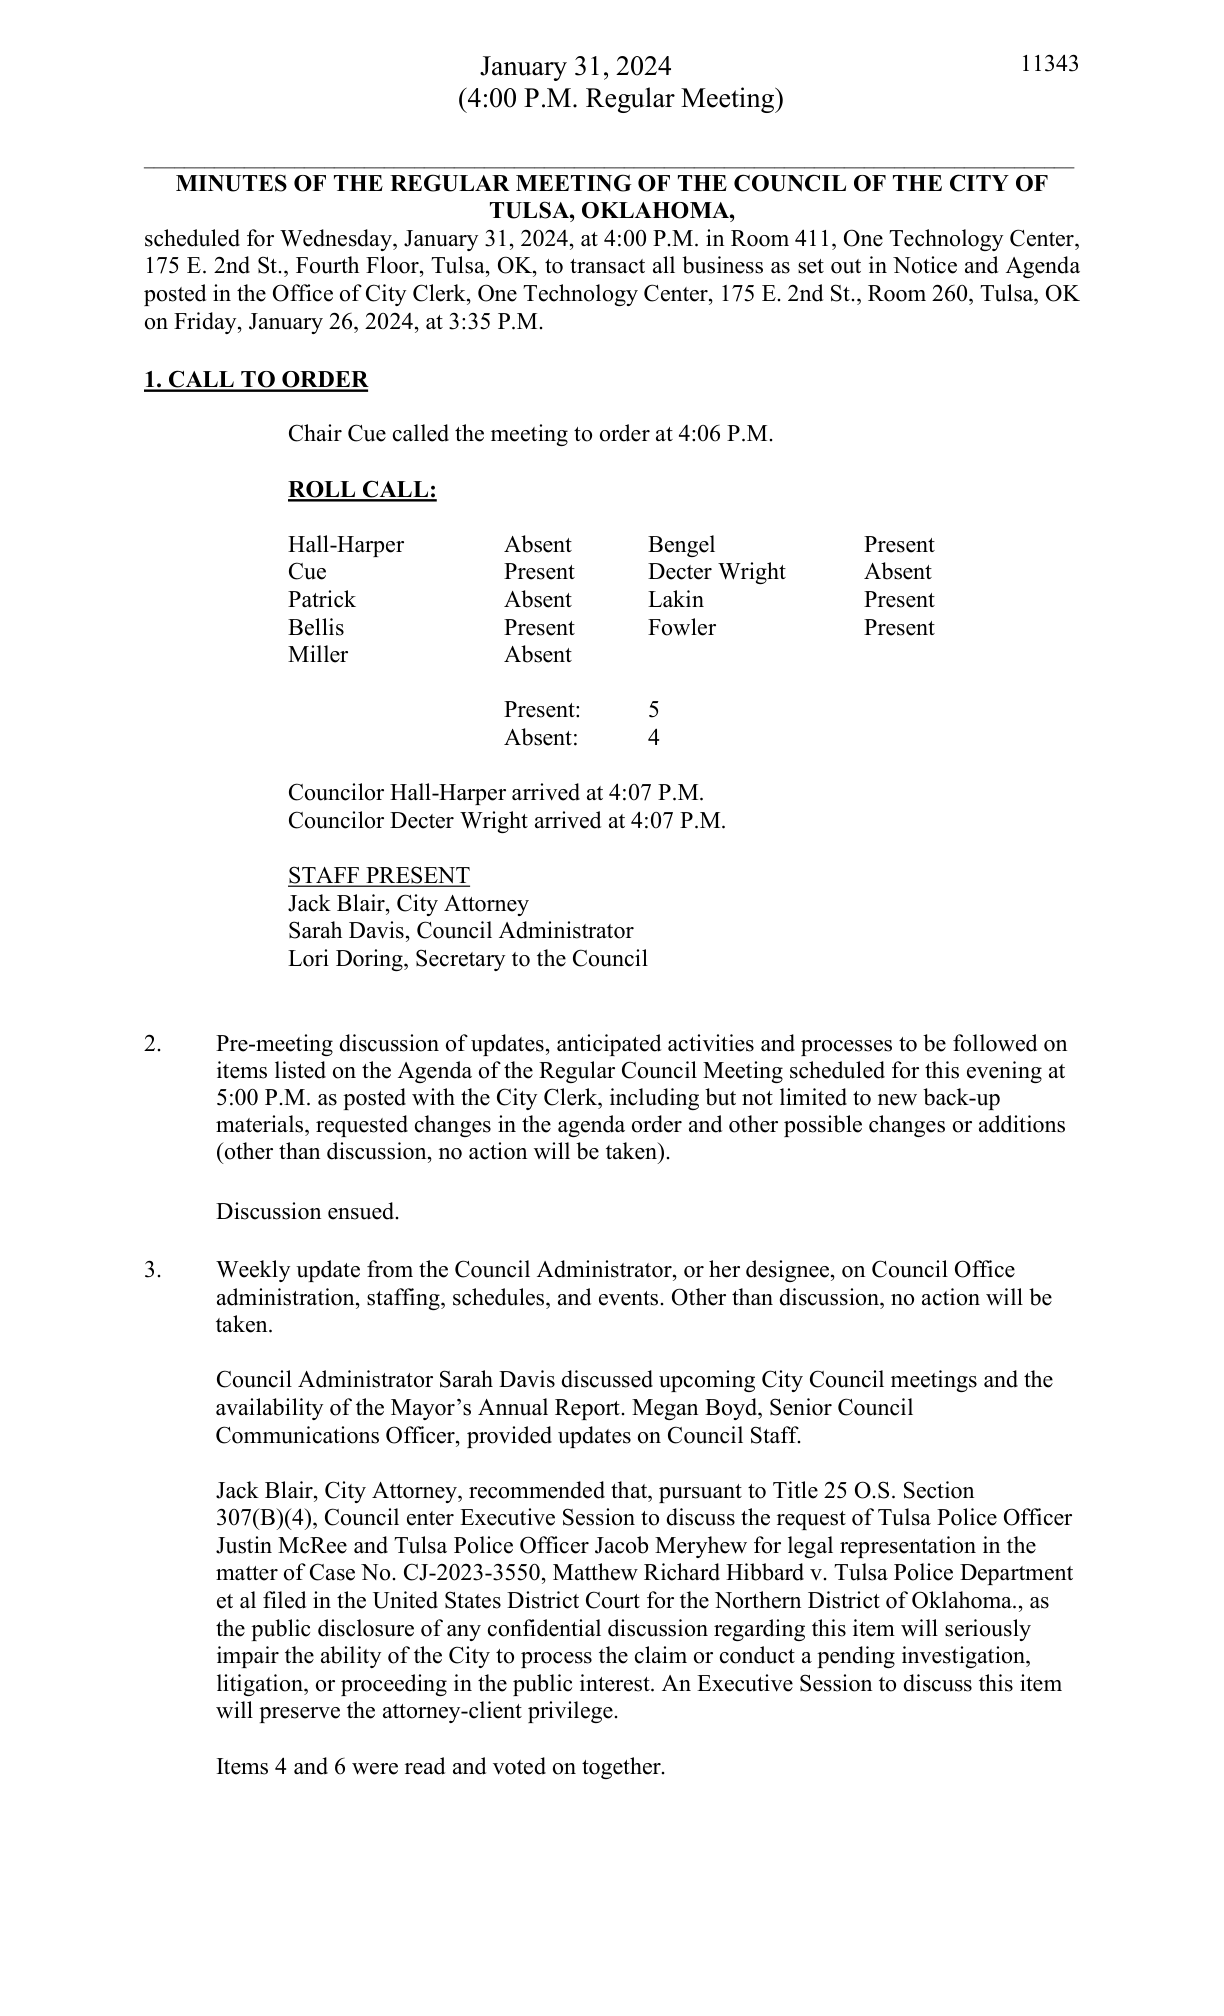 January 31, 2024 11343
(4:00 P.M. Regular Meeting)
MINUTES OF THE REGULAR MEETING OF THE COUNCIL OF THE CITY OF
TULSA, OKLAHOMA,
scheduled for Wednesday, January 31, 2024, at 4:00 P.M. in Room 411, One Technology Center,
175 E. 2nd St., Fourth Floor, Tulsa, OK, to transact all business as set out in Notice and Agenda
posted in the Office of City Clerk, One Technology Center, 175 E. 2nd St., Room 260, Tulsa, OK
on Friday, January 26, 2024, at 3:35 P.M.
1. CALL TO ORDER
Chair Cue called the meeting to order at 4:06 P.M.
ROLL CALL:
Hall-Harper Absent Bengel Present
Cue Present Decter Wright Absent
Patrick Absent Lakin Present
Bellis Present Fowler Present
Miller Absent
Present: 5
Absent: 4
Councilor Hall-Harper arrived at 4:07 P.M.
Councilor Decter Wright arrived at 4:07 P.M.
STAFF PRESENT
Jack Blair, City Attorney
Sarah Davis, Council Administrator
Lori Doring, Secretary to the Council
2. Pre-meeting discussion of updates, anticipated activities and processes to be followed on
items listed on the Agenda of the Regular Council Meeting scheduled for this evening at
5:00 P.M. as posted with the City Clerk, including but not limited to new back-up
materials, requested changes in the agenda order and other possible changes or additions
(other than discussion, no action will be taken).
Discussion ensued.
3. Weekly update from the Council Administrator, or her designee, on Council Office
administration, staffing, schedules, and events. Other than discussion, no action will be
taken.
Council Administrator Sarah Davis discussed upcoming City Council meetings and the
availability of the Mayor’s Annual Report. Megan Boyd, Senior Council
Communications Officer, provided updates on Council Staff.
Jack Blair, City Attorney, recommended that, pursuant to Title 25 O.S. Section
307(B)(4), Council enter Executive Session to discuss the request of Tulsa Police Officer
Justin McRee and Tulsa Police Officer Jacob Meryhew for legal representation in the
matter of Case No. CJ-2023-3550, Matthew Richard Hibbard v. Tulsa Police Department
et al filed in the United States District Court for the Northern District of Oklahoma., as
the public disclosure of any confidential discussion regarding this item will seriously
impair the ability of the City to process the claim or conduct a pending investigation,
litigation, or proceeding in the public interest. An Executive Session to discuss this item
will preserve the attorney-client privilege.
Items 4 and 6 were read and voted on together.